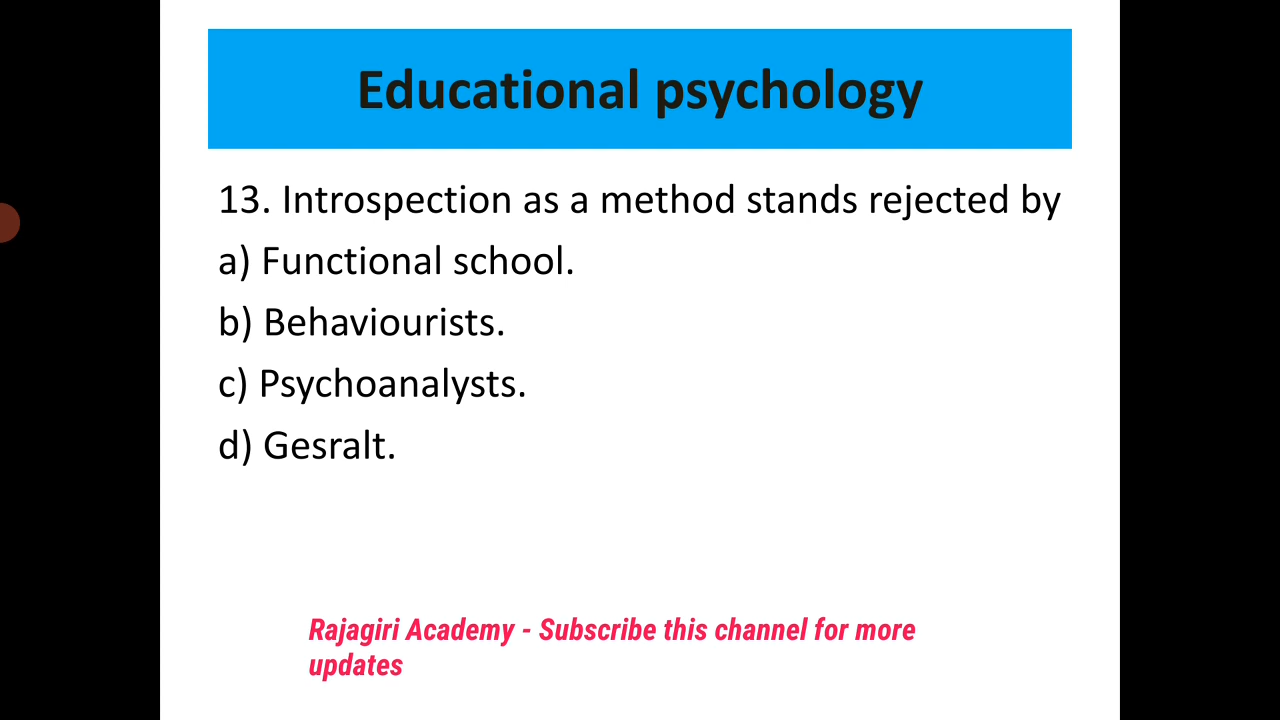 Educational psychology
13. Introspection as a method stands rejected by
a) Functional school.
b) Behaviourists.
c) Psychoanalysts.
d) Gesralt.
Rajagiri Academy - Subscribe this channel for more
updates